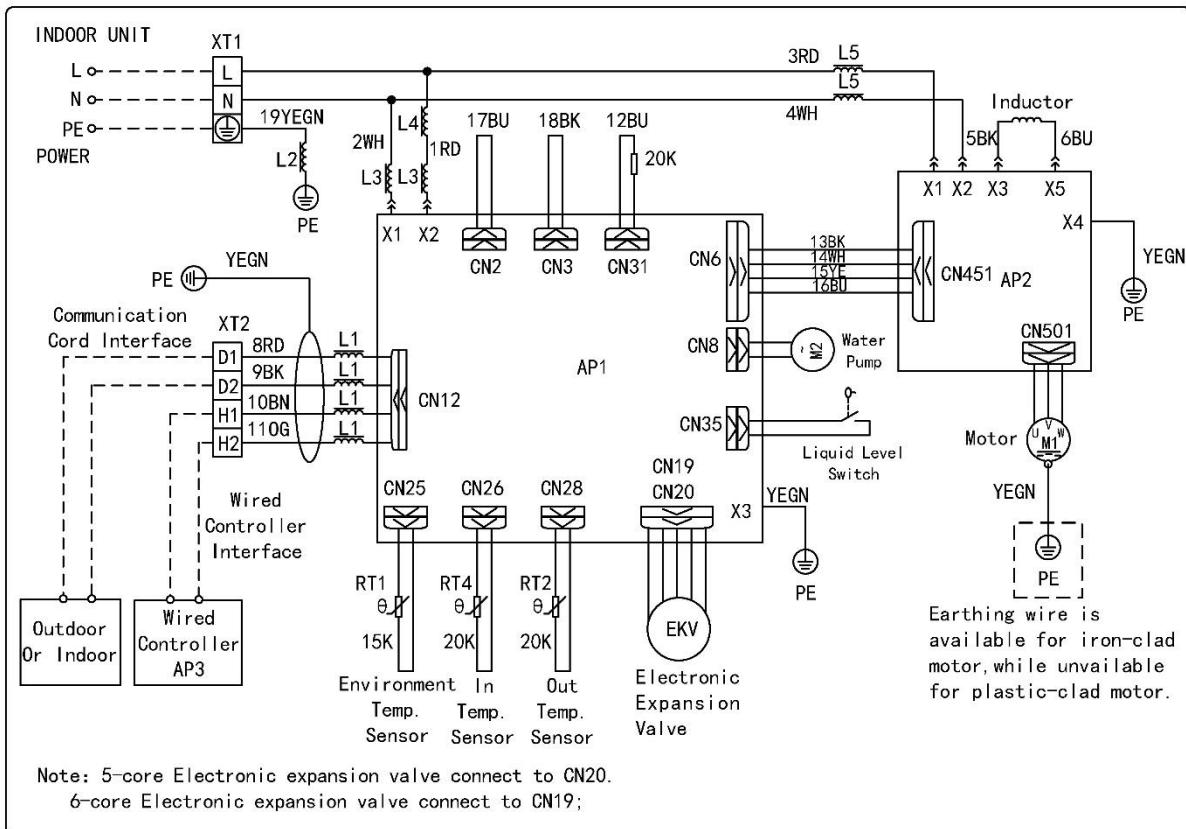 INDOOR UNIT
XT1
L
L
N
N
PE
POWER
19YEGN
L2
PE
2WH
L3
L4
1RD
L3
17BU
18BK
12BU
20K
3RD
L5
L5
4WH
Inductor
5BK
6BU
X1
X2
X3
X5
X4
YEGN
PE
X1
X2
CN2
CN3
CN31
CN6
13BK
14WH
15YE
16BU
CN451
AP2
CN501
PE
YEGN
Communication
Cord Interface
XT2
D1
8RD
L1
D2
9BK
L1
H1
10BN
L1
H2
11OG
L1
CN12
AP1
CN8
M2
~
Water
Pump
CN35
Liquid Level
Switch
Motor
U
V
W
M1
YEGN
PE
Wired
Controller
Interface
Outdoor
Or Indoor
Wired
Controller
AP3
CN25
CN26
CN28
CN19
CN20
X3
YEGN
PE
RT1
θ
15K
RT4
θ
20K
RT2
θ
20K
EKV
Environment
Temp.
Sensor
In
Temp.
Sensor
Out
Temp.
Sensor
Electronic
Expansion
Valve
Earthing wire is
available for iron-clad
motor,while unvailable
for plastic-clad motor.
Note: 5-core Electronic expansion valve connect to CN20.
6-core Electronic expansion valve connect to CN19;